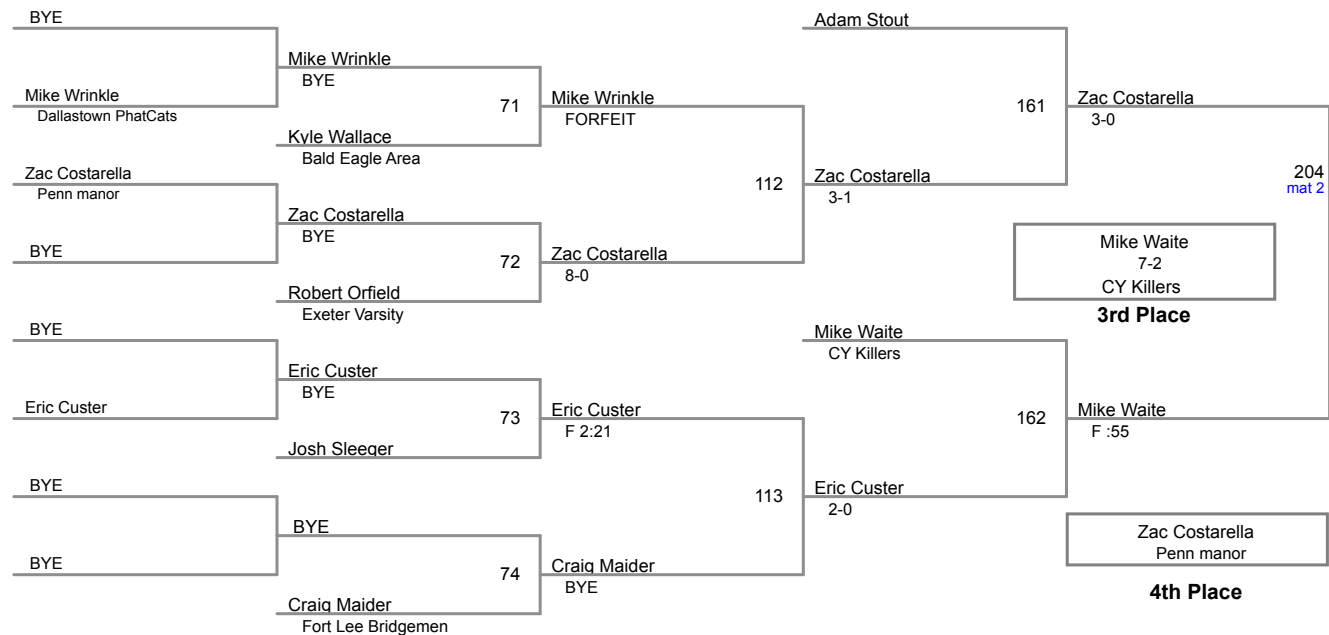 BYE
Mike Wrinkle
Dallastown PhatCats
Zac Costarella
Penn manor
BYE
BYE
Eric Custer
BYE
BYE
Mike Wrinkle
BYE
71
Kyle Wallace
Bald Eagle Area
Zac Costarella
BYE
72
Robert Orfield
Exeter Varsity
Eric Custer
BYE
73
Josh Sleeger
BYE
74
Craig Maider
Fort Lee Bridgemen
Mike Wrinkle
FORFEIT
112
Zac Costarella
8-0
Eric Custer
F 2:21
113
Craig Maider
BYE
Adam Stout
161
Zac Costarella
3-1
Mike Waite
CY Killers
162
Eric Custer
2-0
Zac Costarella
3-0
204
mat 2
Mike Waite
7-2
CY Killers
3rd Place
Mike Waite
F :55
Zac Costarella
Penn manor
4th Place